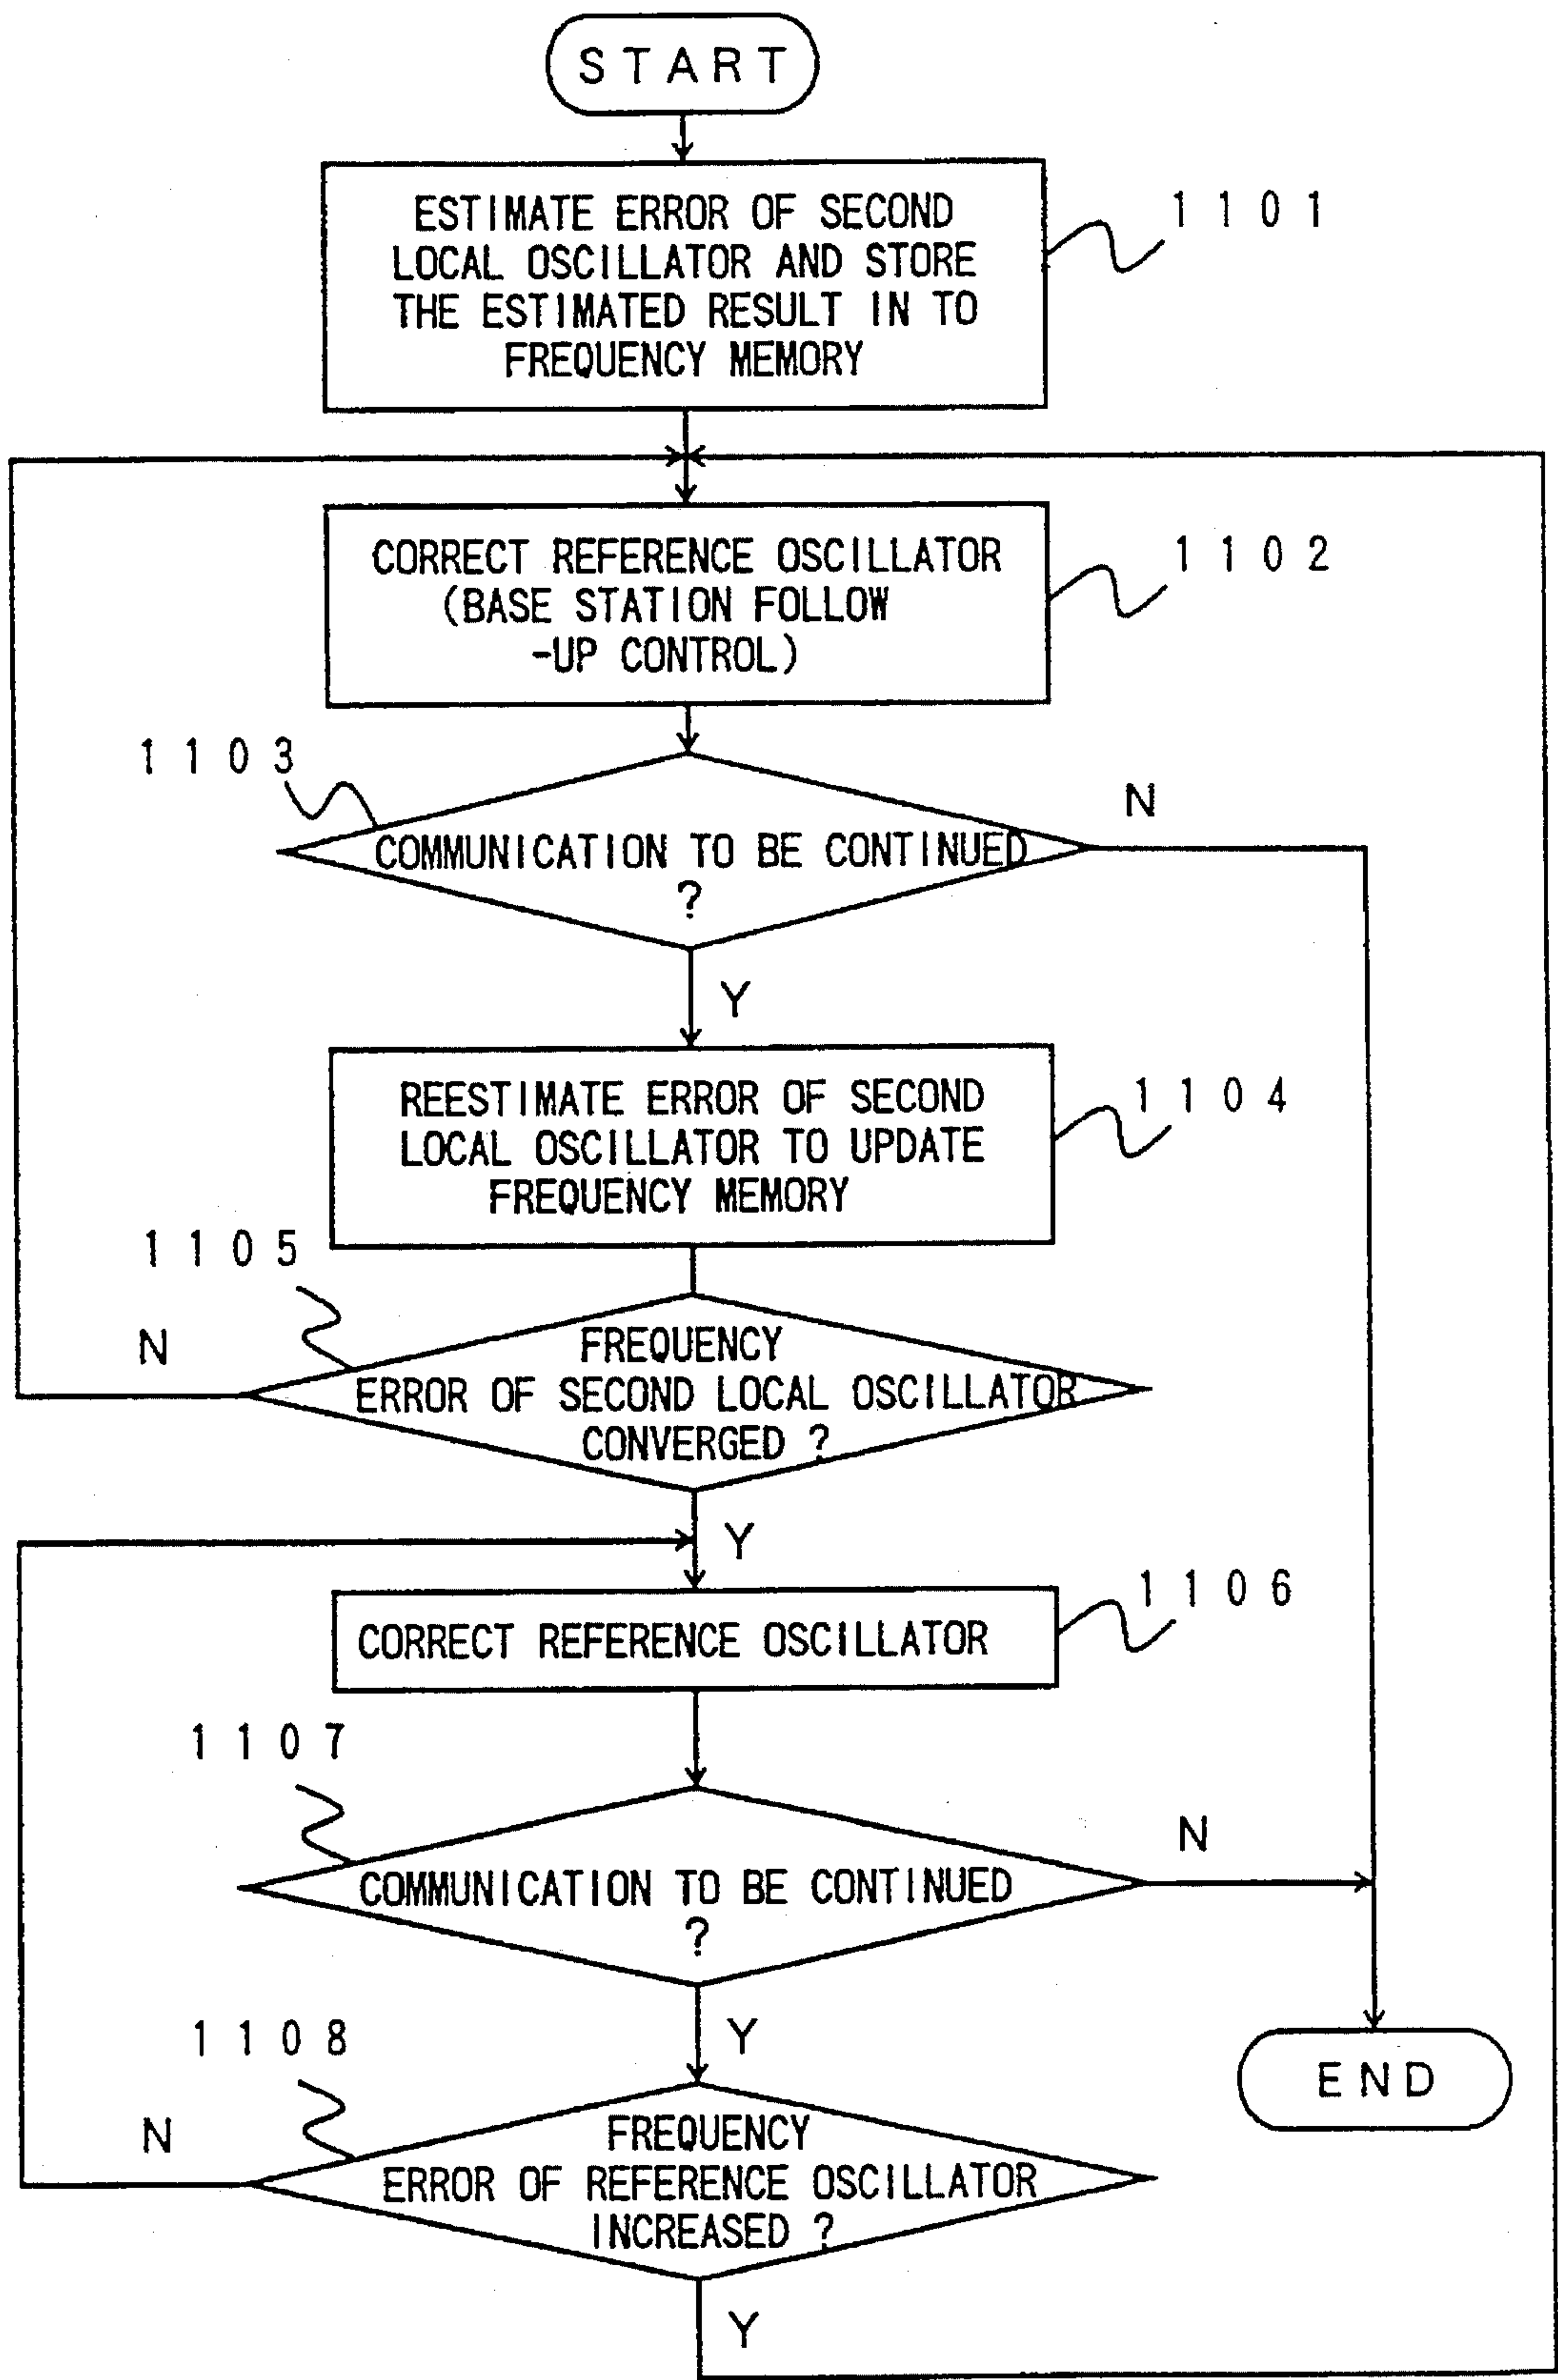 START
ESTIMATE ERROR OF SECOND
LOCAL OSCILLATOR AND STORE
THE ESTIMATED RESULT IN TO
FREQUENCY MEMORY
1101
CORRECT REFERENCE OSCILLATOR
(BASE STATION FOLLOW
-UP CONTROL)
1102
1103
COMMUNICATION TO BE CONTINUED
?
N
Y
REESTIMATE ERROR OF SECOND
LOCAL OSCILLATOR TO UPDATE
FREQUENCY MEMORY
1104
1105
N
FREQUENCY
ERROR OF SECOND LOCAL OSCILLATOR
CONVERGED ?
Y
CORRECT REFERENCE OSCILLATOR
1106
1107
COMMUNICATION TO BE CONTINUED
?
N
Y
END
1108
N
FREQUENCY
ERROR OF REFERENCE OSCILLATOR
INCREASED ?
Y